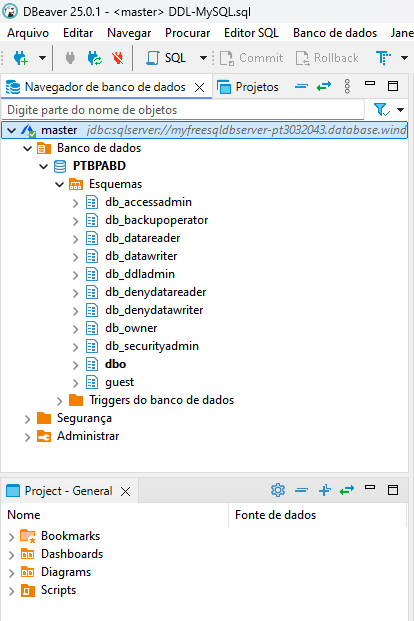 DBeaver 25.0.1 - <master> DDL-MySQL.sql
Arquivo Editar Navegar Procurar Editor SQL Banco de dados Jane
SQL Commit Rollback
Navegador de banco de dados Projetos
Digite parte do nome de objetos
master jdbc:sqlserver://myfreesqldbserver-pt3032043.database.wind
Banco de dados
PTBPABD
Esquemas
db_accessadmin
db_backupoperator
db_datareader
db_datawriter
db_ddladmin
db_denydatareader
db_denydatawriter
db_owner
db_securityadmin
dbo
guest
Triggers do banco de dados
Segurança
Administrar
Project - General
Nome Fonte de dados
Bookmarks
Dashboards
Diagrams
Scripts